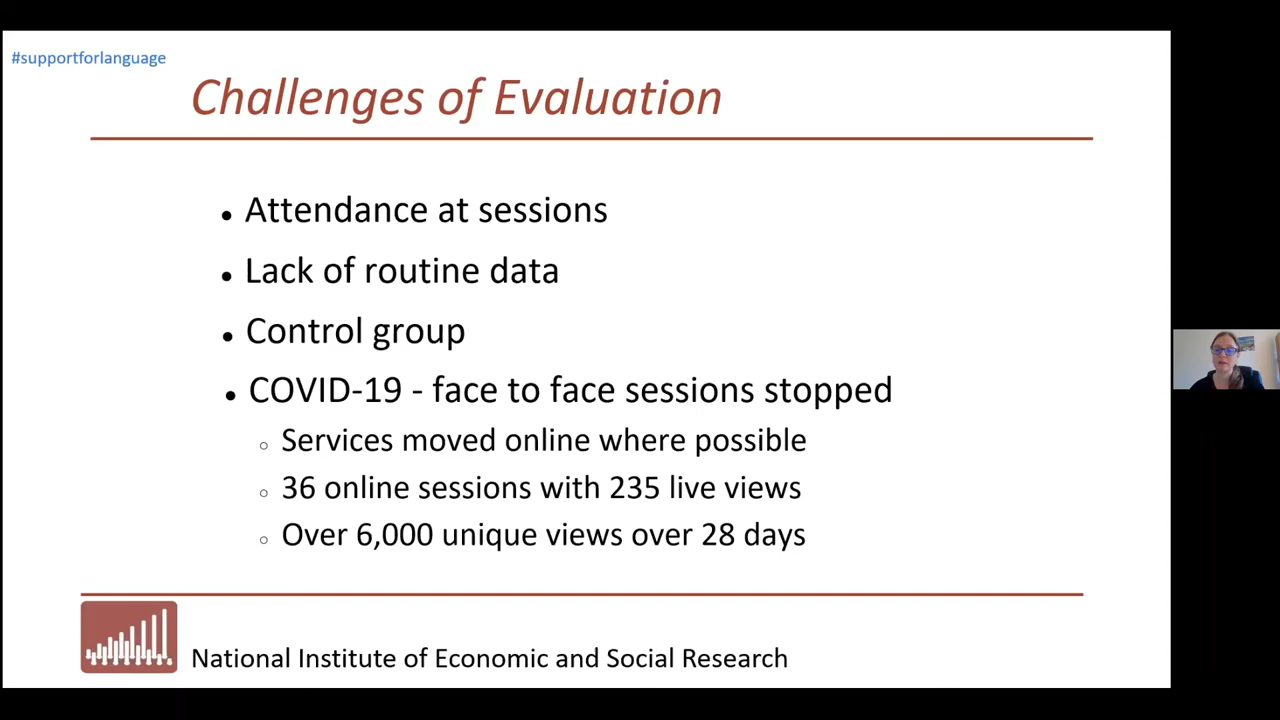 #supportforlanguage
Challenges of Evaluation
● Attendance at sessions
● Lack of routine data
● Control group
● COVID-19 - face to face sessions stopped
○ Services moved online where possible
○ 36 online sessions with 235 live views
○ Over 6,000 unique views over 28 days
National Institute of Economic and Social Research